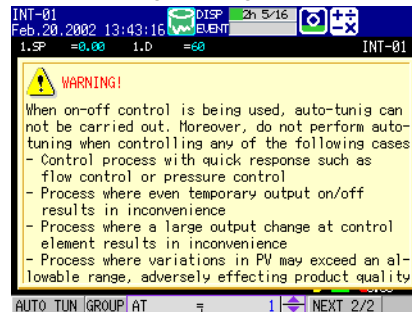 INT-01 DISP 2h 5/16
Feb.20.2002 13:43:16 EVENT
1.SP =0.00 1.D =60 INT-01
WARNING!
When on-off control is being used, auto-tunig can
not be carried out. Moreover, do not perform auto-
tuning when controlling any of the following cases
- Control process with quick response such as
flow control or pressure control
- Process where even temporary output on/off
results in inconvenience
- Process where a large output change at control
element results in inconvenience
- Process where variations in PV may exceed an al-
lowable range, adversely effecting product quality
AUTO TUN GROUP AT = 1 NEXT 2/2